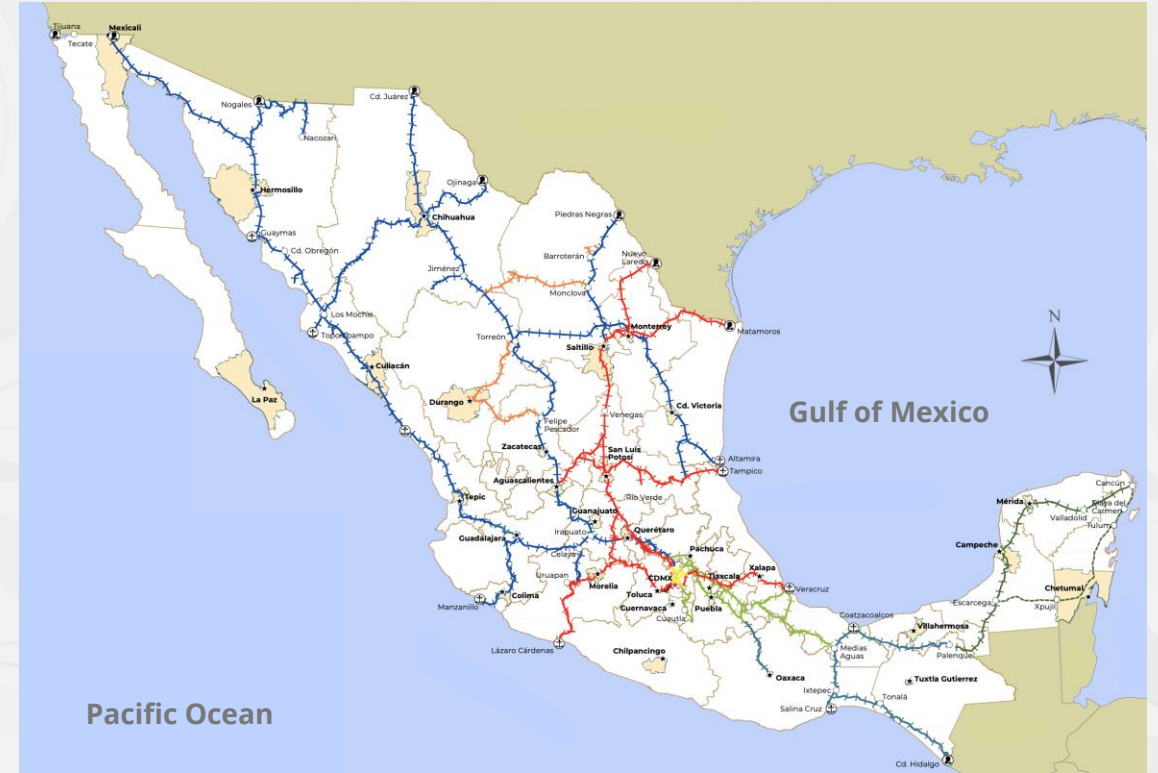 Tijuana
Mexicali
Tecate
Nogales
Cd. Juárez
Nacozari
Hermosillo
Ojinaga
Chihuahua
Piedras Negras
Guaymas
Cd. Obregón
Barroterán
Nuevo
Laredo
Jiménez
Monclova
N
Los Mochis
Topolobampo
Monterrey
Matamoros
Torreón
Saltillo
Culiacán
La Paz
Durango
Cd. Victoria
Gulf of Mexico
Venegas
Felipe
Pescador
Zacatecas
San Luis
Potosí
Altamira
Tampico
Aguascalientes
Tepic
Río Verde
Guanajuato
Guadalajara
Irapuato
Querétaro
Celaya
Pachuca
Mérida
Cancún
Playa del
Carmen
Valladolid
Tulum
Campeche
Uruapan
Morelia
CDMX
Tlaxcala
Xalapa
Veracruz
Manzanillo
Colima
Toluca
Cuernavaca
Puebla
Cuautla
Chetumal
Escarcega
Xpujil
Coatzacoalcos
Villahermosa
Lázaro Cárdenas
Chilpancingo
Medias
Aguas
Palenque
Oaxaca
Tuxtla Gutierrez
Ixtepec
Tonalá
Salina Cruz
Pacific Ocean
Cd. Hidalgo